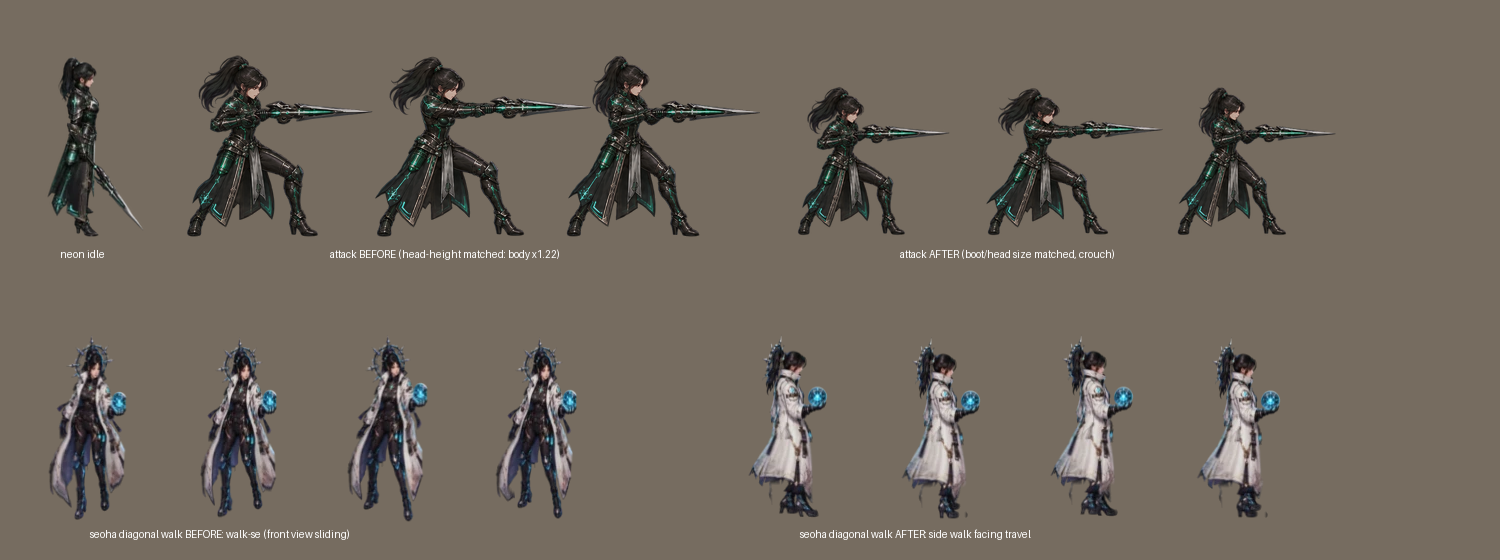 neon idle
attack BEFORE (head-height matched: body x1.22)
attack AFTER (boot/head size matched, crouch)
seoha diagonal walk BEFORE: walk-se (front view sliding)
seoha diagonal walk AFTER: side walk facing travel